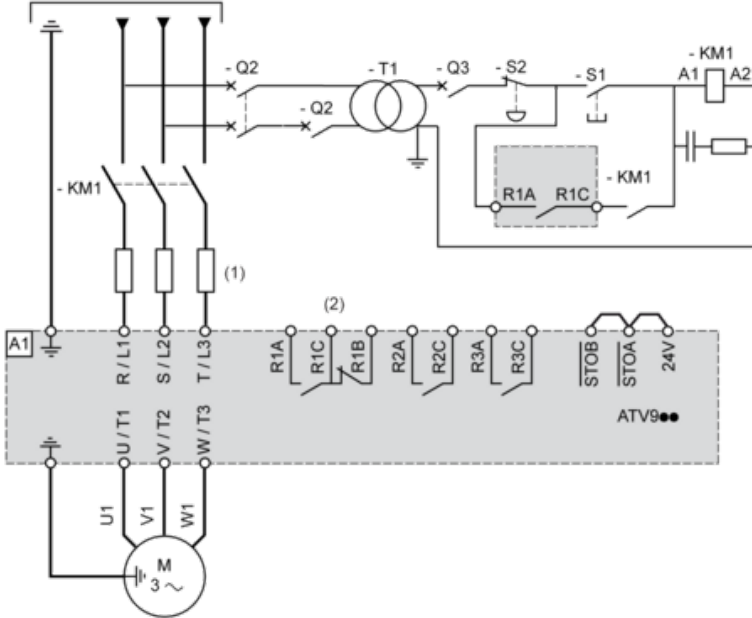 - Q2
- T1
- Q3
- S2
- S1
- KM1
A1
A2
- Q2
- KM1
R1A
R1C
- KM1
(1)
(2)
A1
R / L1
S / L2
T / L3
R1A
R1C
R1B
R2A
R2C
R3A
R3C
STOB
STOA
24V
U / T1
V / T2
W / T3
ATV9●●
U1
V1
W1
M
3 ~